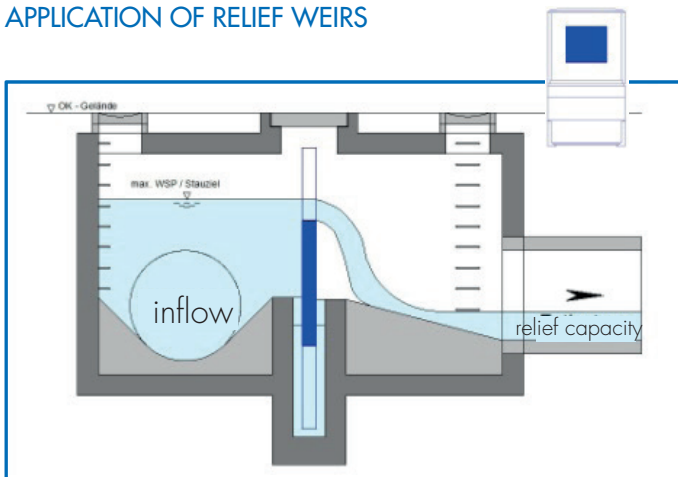 APPLICATION OF RELIEF WEIRS
OK - Gelände
max. WSP / Stauziel
inflow
relief capacity